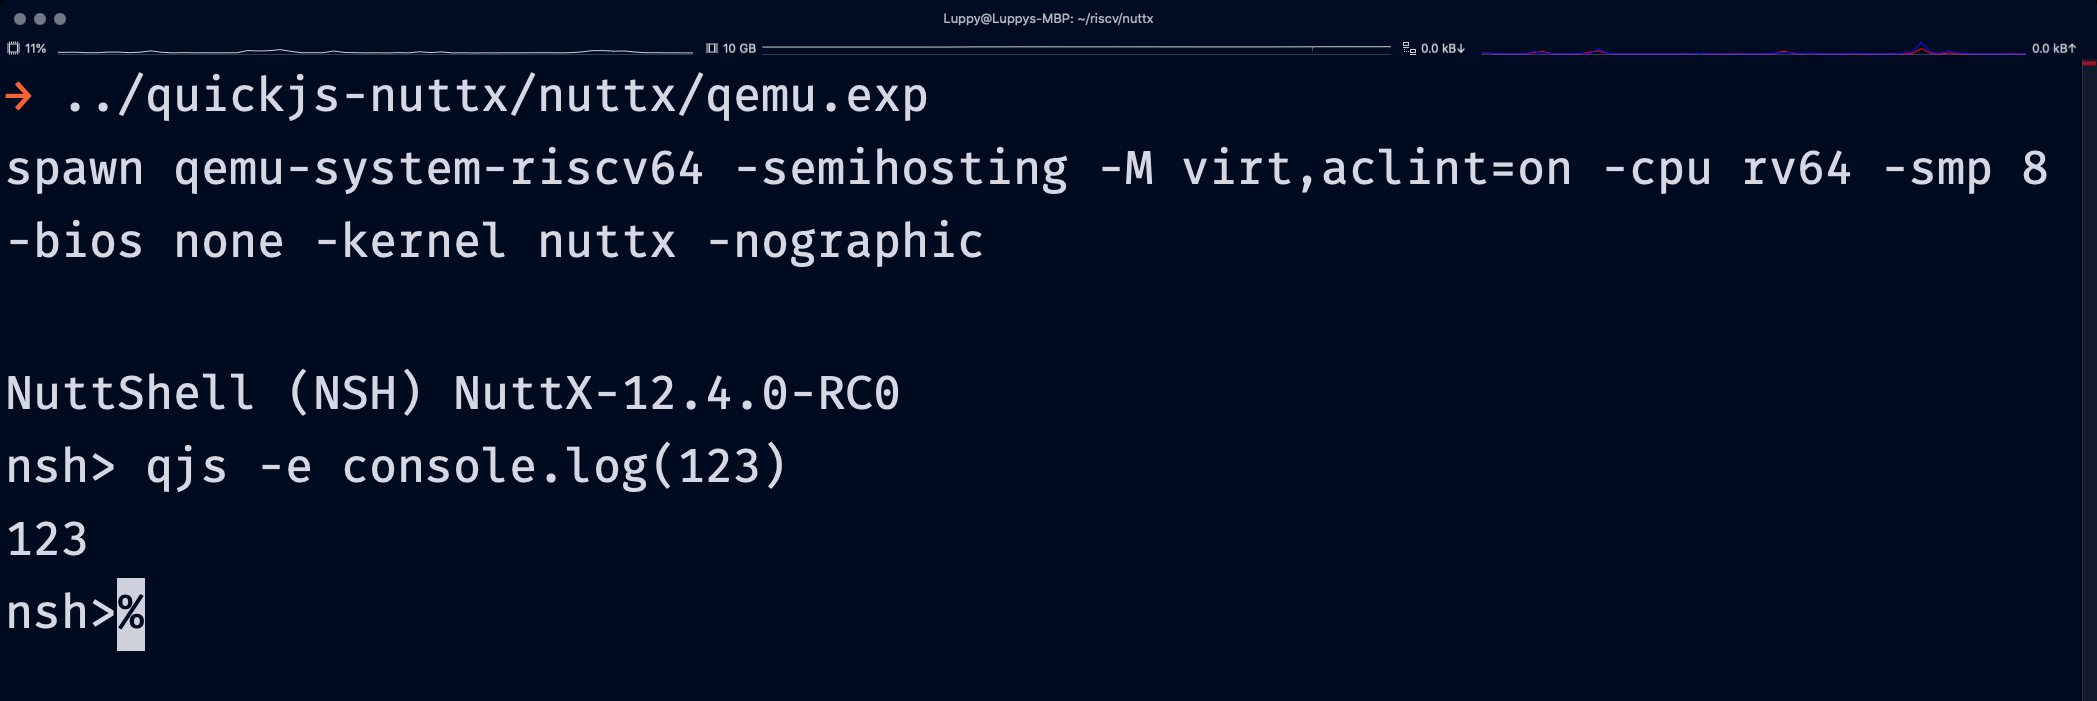 Luppy@Luppys-MBP: ~/riscv/nuttx
11% 10 GB 0.0 kB↓ 0.0 kB↑
→ ../quickjs-nuttx/nuttx/qemu.exp
spawn qemu-system-riscv64 -semihosting -M virt,aclint=on -cpu rv64 -smp 8
-bios none -kernel nuttx -nographic
NuttShell (NSH) NuttX-12.4.0-RC0
nsh> qjs -e console.log(123)
123
nsh>%